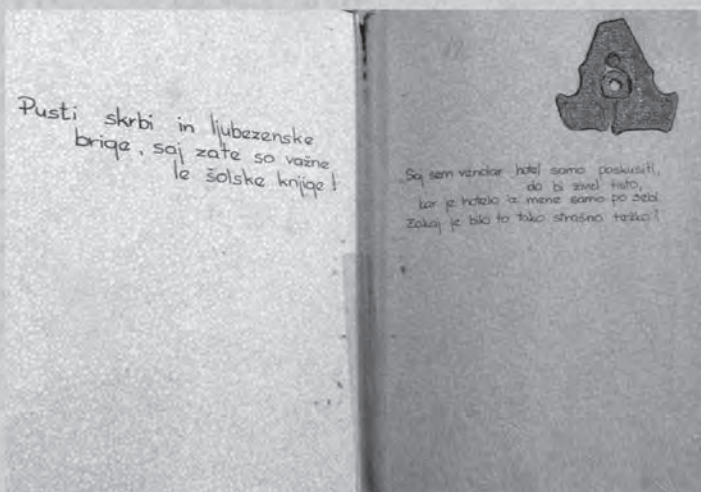 Pusti skrbi in ljubezenske
brige, saj zate so važne
le šolske knjige!
Saj sem vendar hotel samo poskusiti,
da bi živel tisto,
kar je hotelo iz mene samo po sebi.
Zakaj je bilo to tako strašno težko?